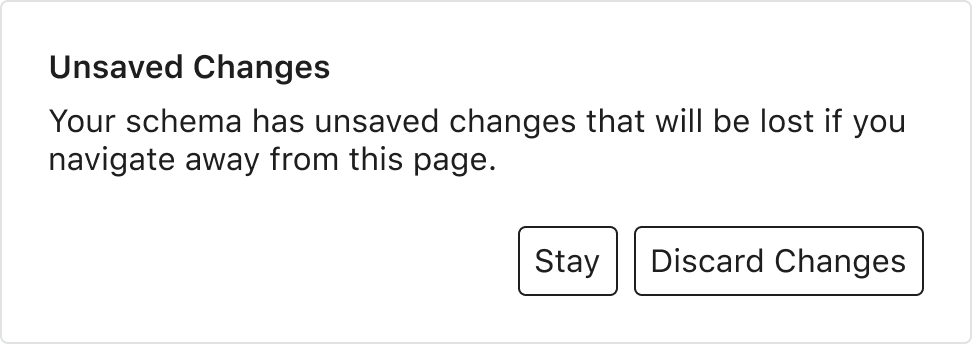 Unsaved Changes
Your schema has unsaved changes that will be lost if you
navigate away from this page.
Stay
Discard Changes